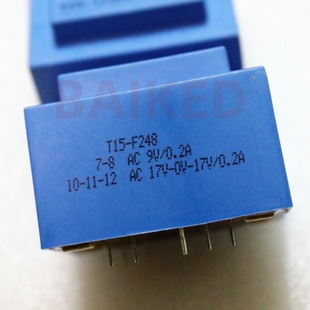 BAIKED
T15-F248
7-8 AC 9V/0.2A
10-11-12 AC 17V-0V-17V/0.2A